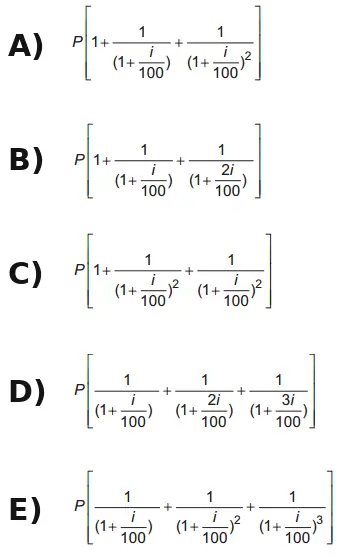 A) P[1 + 1/(1+i/100) + 1/(1+i/100)²]
B) P[1 + 1/(1+i/100) + 1/(1+2i/100)]
C) P[1 + 1/(1+i/100)² + 1/(1+i/100)²]
D) P[1/(1+i/100) + 1/(1+2i/100) + 1/(1+3i/100)]
E) P[1/(1+i/100) + 1/(1+i/100)² + 1/(1+i/100)³]